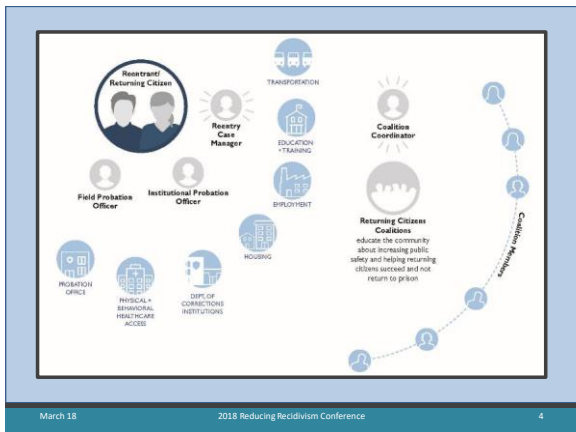 Reentrant/
Returning Citizen
Reentry
Case
Manager
Field Probation
Officer
Institutional Probation
Officer
TRANSPORTATION
EDUCATION
+TRAINING
EMPLOYMENT
HOUSING
DEPT. OF
CORRECTIONS
INSTITUTIONS
PHYSICAL +
BEHAVIORAL
HEALTHCARE
ACCESS
PROBATION
OFFICE
Coalition
Coordinator
Returning Citizens
Coalitions
educate the community
about increasing public
safety and helping returning
citizens succeed and not
return to prison
Coalition Members
March 18
2018 Reducing Recidivism Conference
4